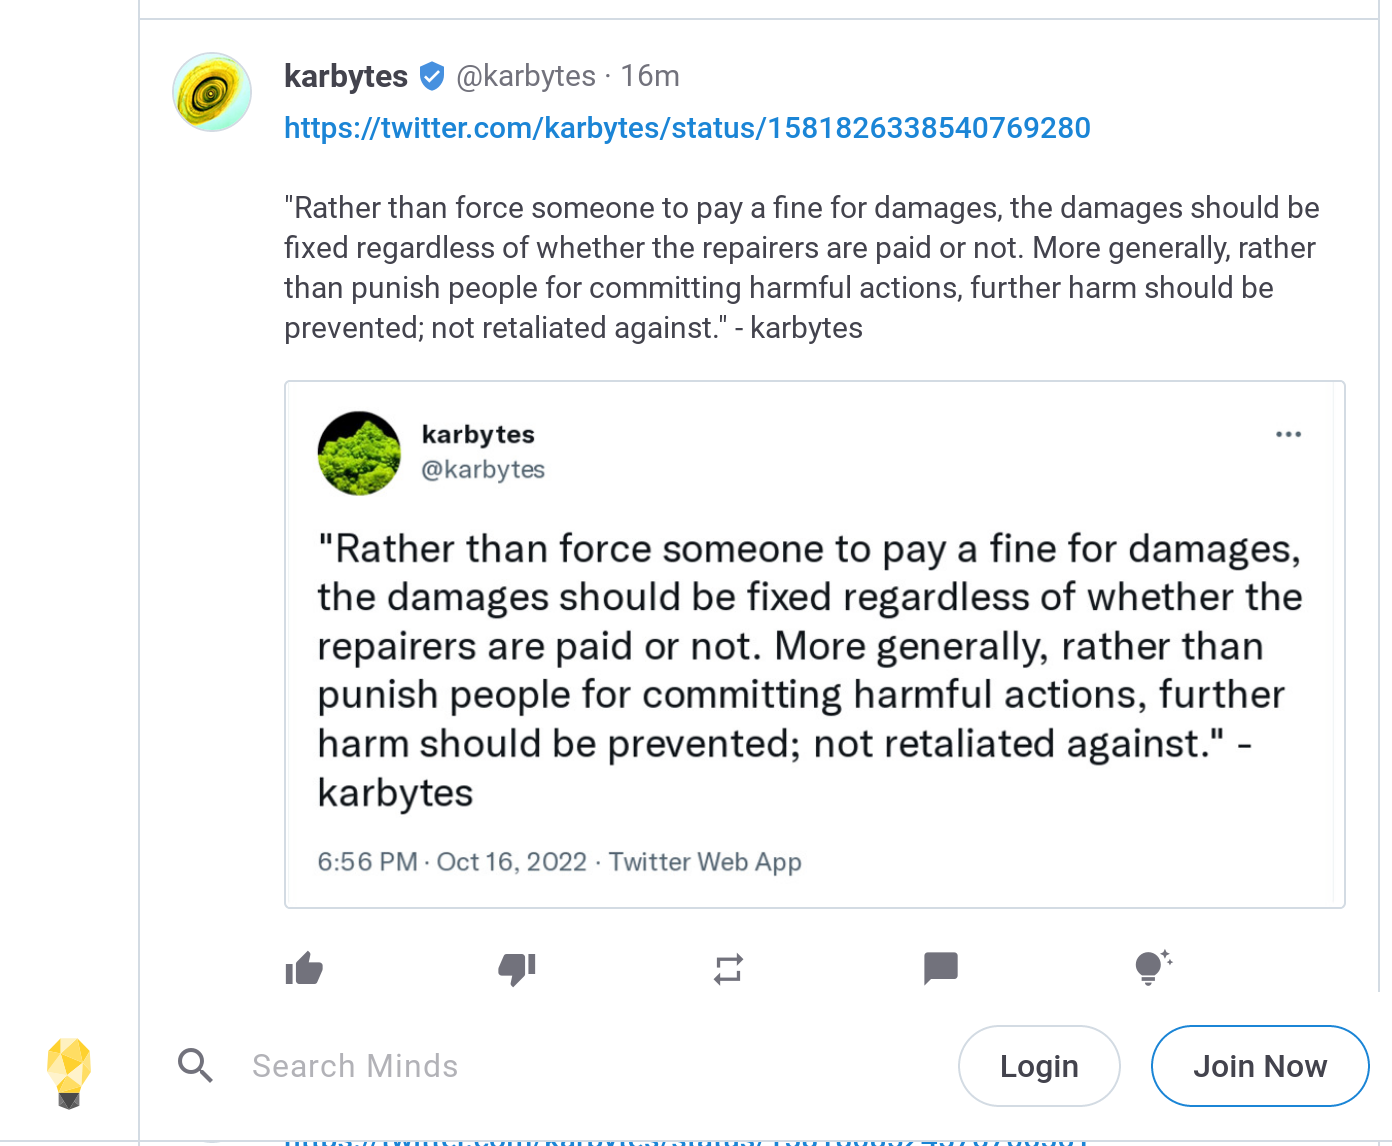 karbytes @karbytes · 16m
https://twitter.com/karbytes/status/1581826338540769280
"Rather than force someone to pay a fine for damages, the damages should be
fixed regardless of whether the repairers are paid or not. More generally, rather
than punish people for committing harmful actions, further harm should be
prevented; not retaliated against." - karbytes
karbytes
@karbytes
"Rather than force someone to pay a fine for damages,
the damages should be fixed regardless of whether the
repairers are paid or not. More generally, rather than
punish people for committing harmful actions, further
harm should be prevented; not retaliated against." -
karbytes
6:56 PM · Oct 16, 2022 · Twitter Web App
Search Minds
Login
Join Now